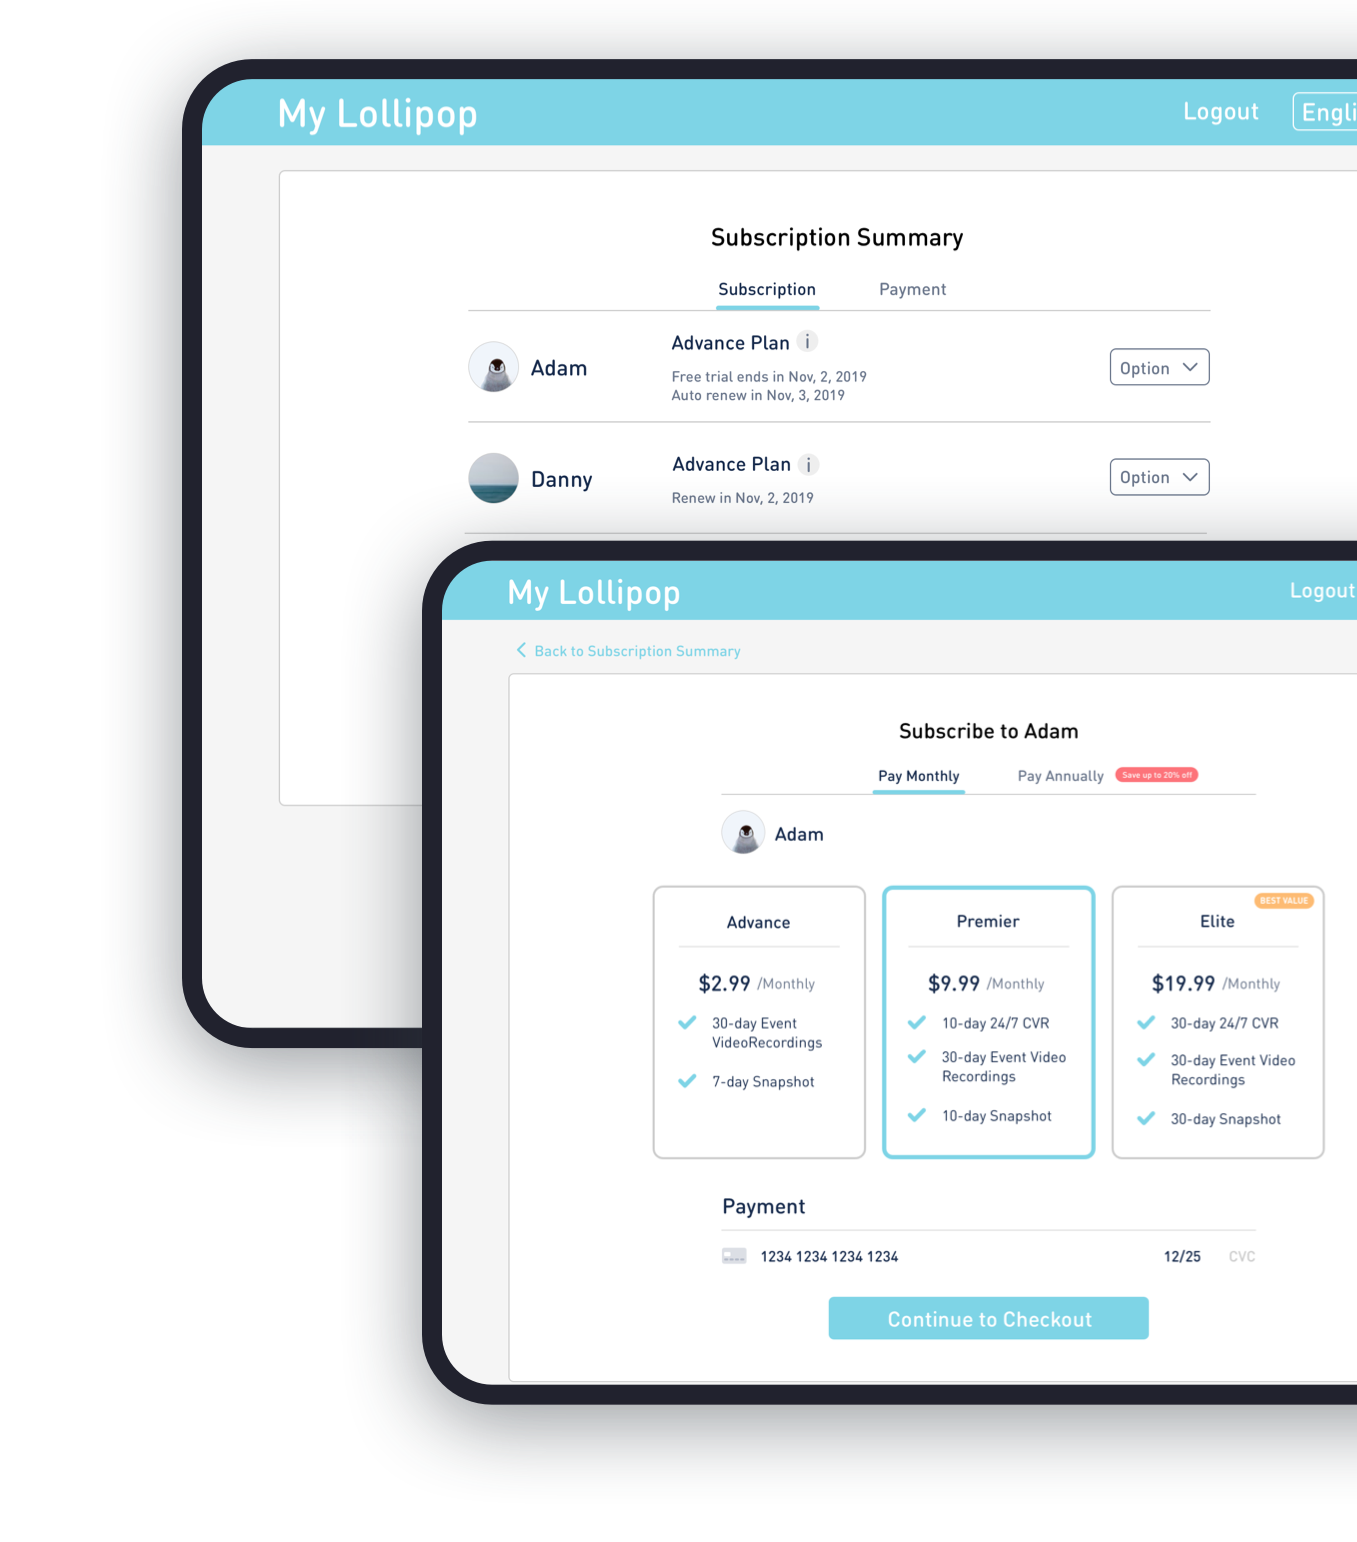 My Lollipop
Logout
Engli
Subscription Summary
Subscription
Payment
Adam
Advance Plan i
Free trial ends in Nov, 2, 2019
Auto renew in Nov, 3, 2019
Option
Danny
Advance Plan i
Renew in Nov, 2, 2019
Option
My Lollipop
Logout
Back to Subscription Summary
Subscribe to Adam
Pay Monthly
Pay Annually
Save up to 20% off
Adam
Advance
$2.99 /Monthly
30-day Event
VideoRecordings
7-day Snapshot
Premier
$9.99 /Monthly
10-day 24/7 CVR
30-day Event Video
Recordings
10-day Snapshot
BEST VALUE
Elite
$19.99 /Monthly
30-day 24/7 CVR
30-day Event Video
Recordings
30-day Snapshot
Payment
1234 1234 1234 1234
12/25
CVC
Continue to Checkout